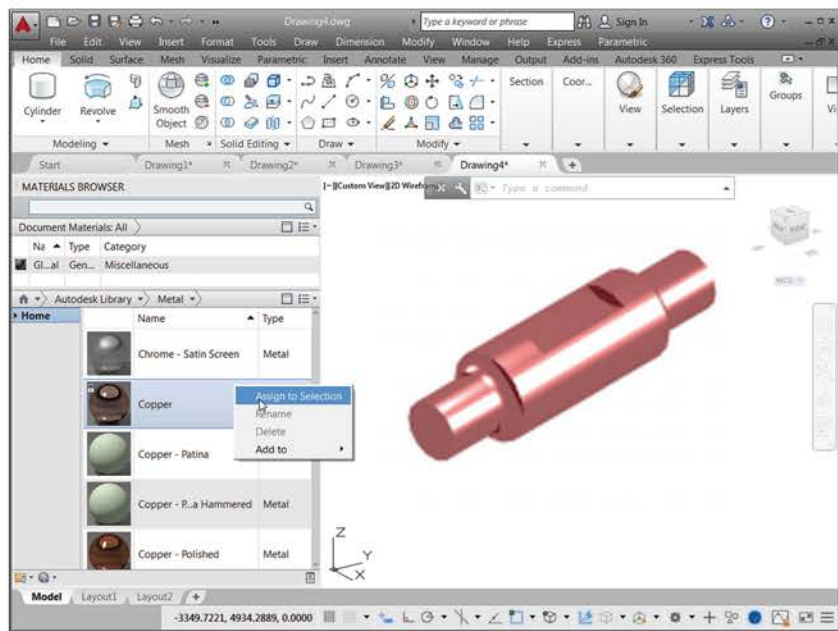 Drawing4.dwg Type a keyword or phrase Sign In
File Edit View Insert Format Tools Draw Dimension Modify Window Help Express Parametric
Home Solid Surface Mesh Visualize Parametric Insert Annotate View Manage Output Add-ins Autodesk 360 Express Tools
Cylinder Revolve Smooth Object Section Coor... View Selection Layers Groups Vi
Modeling Mesh Solid Editing Draw Modify
Start Drawing1* Drawing2* Drawing3* Drawing4*
MATERIALS BROWSER
[−][Custom View][2D Wirefram
Type a command
Document Materials: All
Na Type Category
Gl...al Gen... Miscellaneous
Autodesk Library Metal
Home Name Type
Chrome - Satin Screen Metal
Copper
Assign to Selection
Rename
Delete
Add to
Copper - Patina
Copper - P...a Hammered Metal
Copper - Polished Metal
Z
Y
X
Model Layout1 Layout2
-3349.7221, 4934.2889, 0.0000